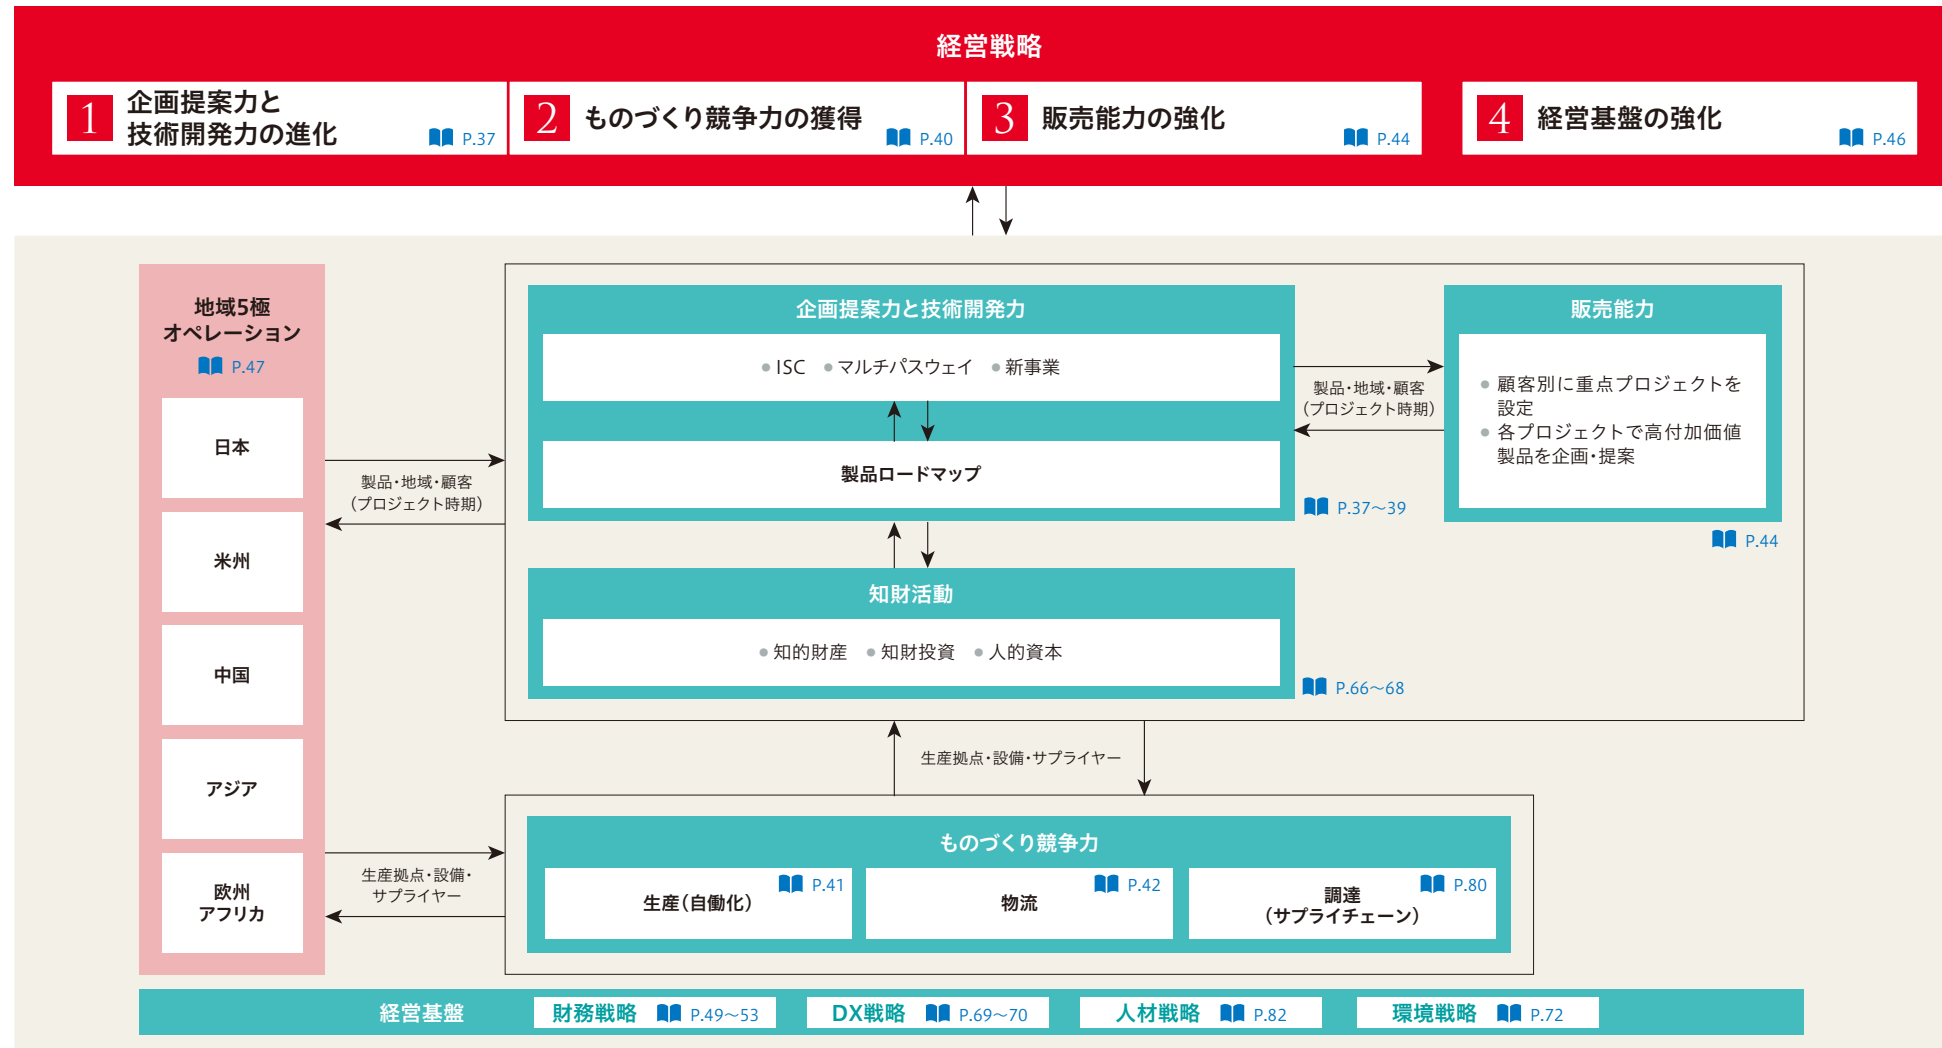 経営戦略
1
企画提案力と
技術開発力の進化
P.37
2
ものづくり競争力の獲得
P.40
3
販売能力の強化
P.44
4
経営基盤の強化
P.46
地域5極
オペレーション
P.47
日本
米州
中国
アジア
欧州
アフリカ
製品・地域・顧客
（プロジェクト時期）
生産拠点・設備・
サプライヤー
企画提案力と技術開発力
● ISC ● マルチパスウェイ ● 新事業
製品ロードマップ
P.37～39
製品・地域・顧客
（プロジェクト時期）
販売能力
● 顧客別に重点プロジェクトを
設定
● 各プロジェクトで高付加価値
製品を企画・提案
P.44
知財活動
● 知的財産 ● 知財投資 ● 人的資本
P.66～68
生産拠点・設備・サプライヤー
ものづくり競争力
生産（自働化）
P.41
物流
P.42
調達
（サプライチェーン）
P.80
経営基盤
財務戦略 P.49～53
DX戦略 P.69～70
人材戦略 P.82
環境戦略 P.72